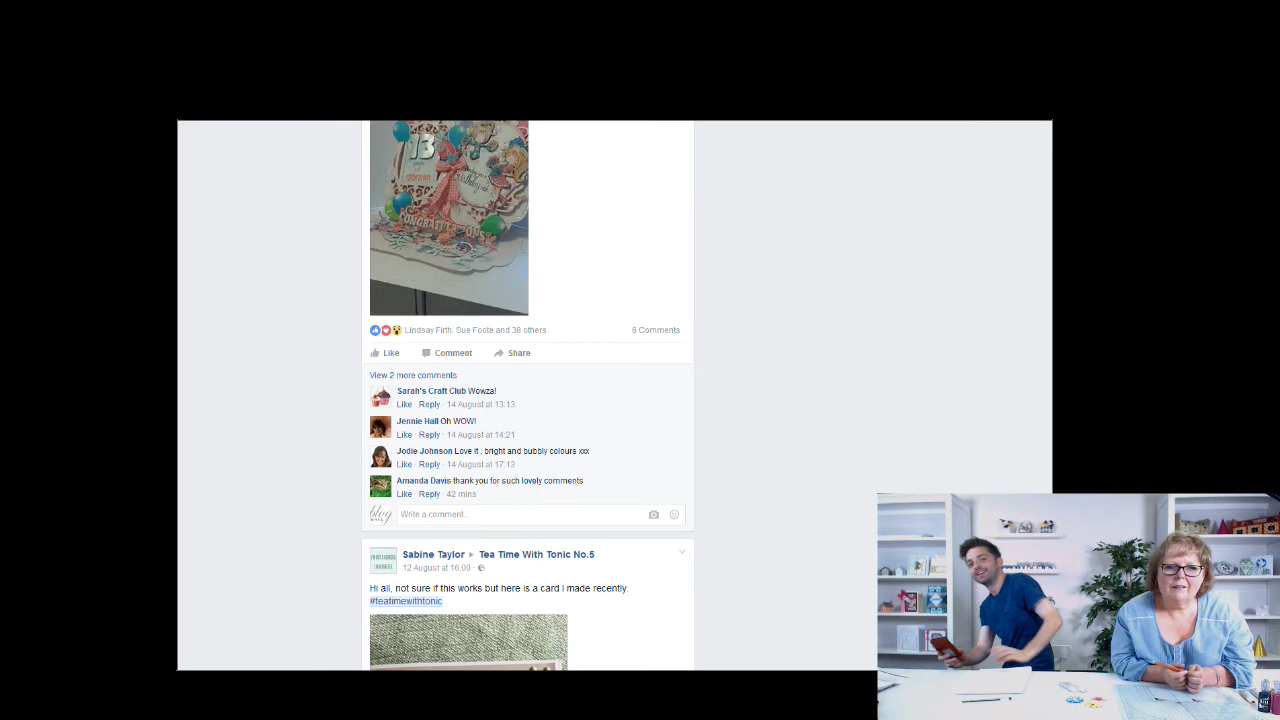 13
CONGRATULATIONS
Lindsay Firth, Sue Foote and 38 others
6 Comments
Like Comment Share
View 2 more comments
Sarah's Craft Club Wowza!
Like · Reply · 14 August at 13:13
Jennie Hall Oh WOW!
Like · Reply · 14 August at 14:21
Jodie Johnson Love it , bright and bubbly colours xxx
Like · Reply · 14 August at 17:13
Amanda Davis thank you for such lovely comments
Like · Reply · 42 mins
blog
Write a comment...
Sabine Taylor ▸ Tea Time With Tonic No.5
12 August at 16:00 ·
Hi all, not sure if this works but here is a card I made recently.
#teatimewithtonic